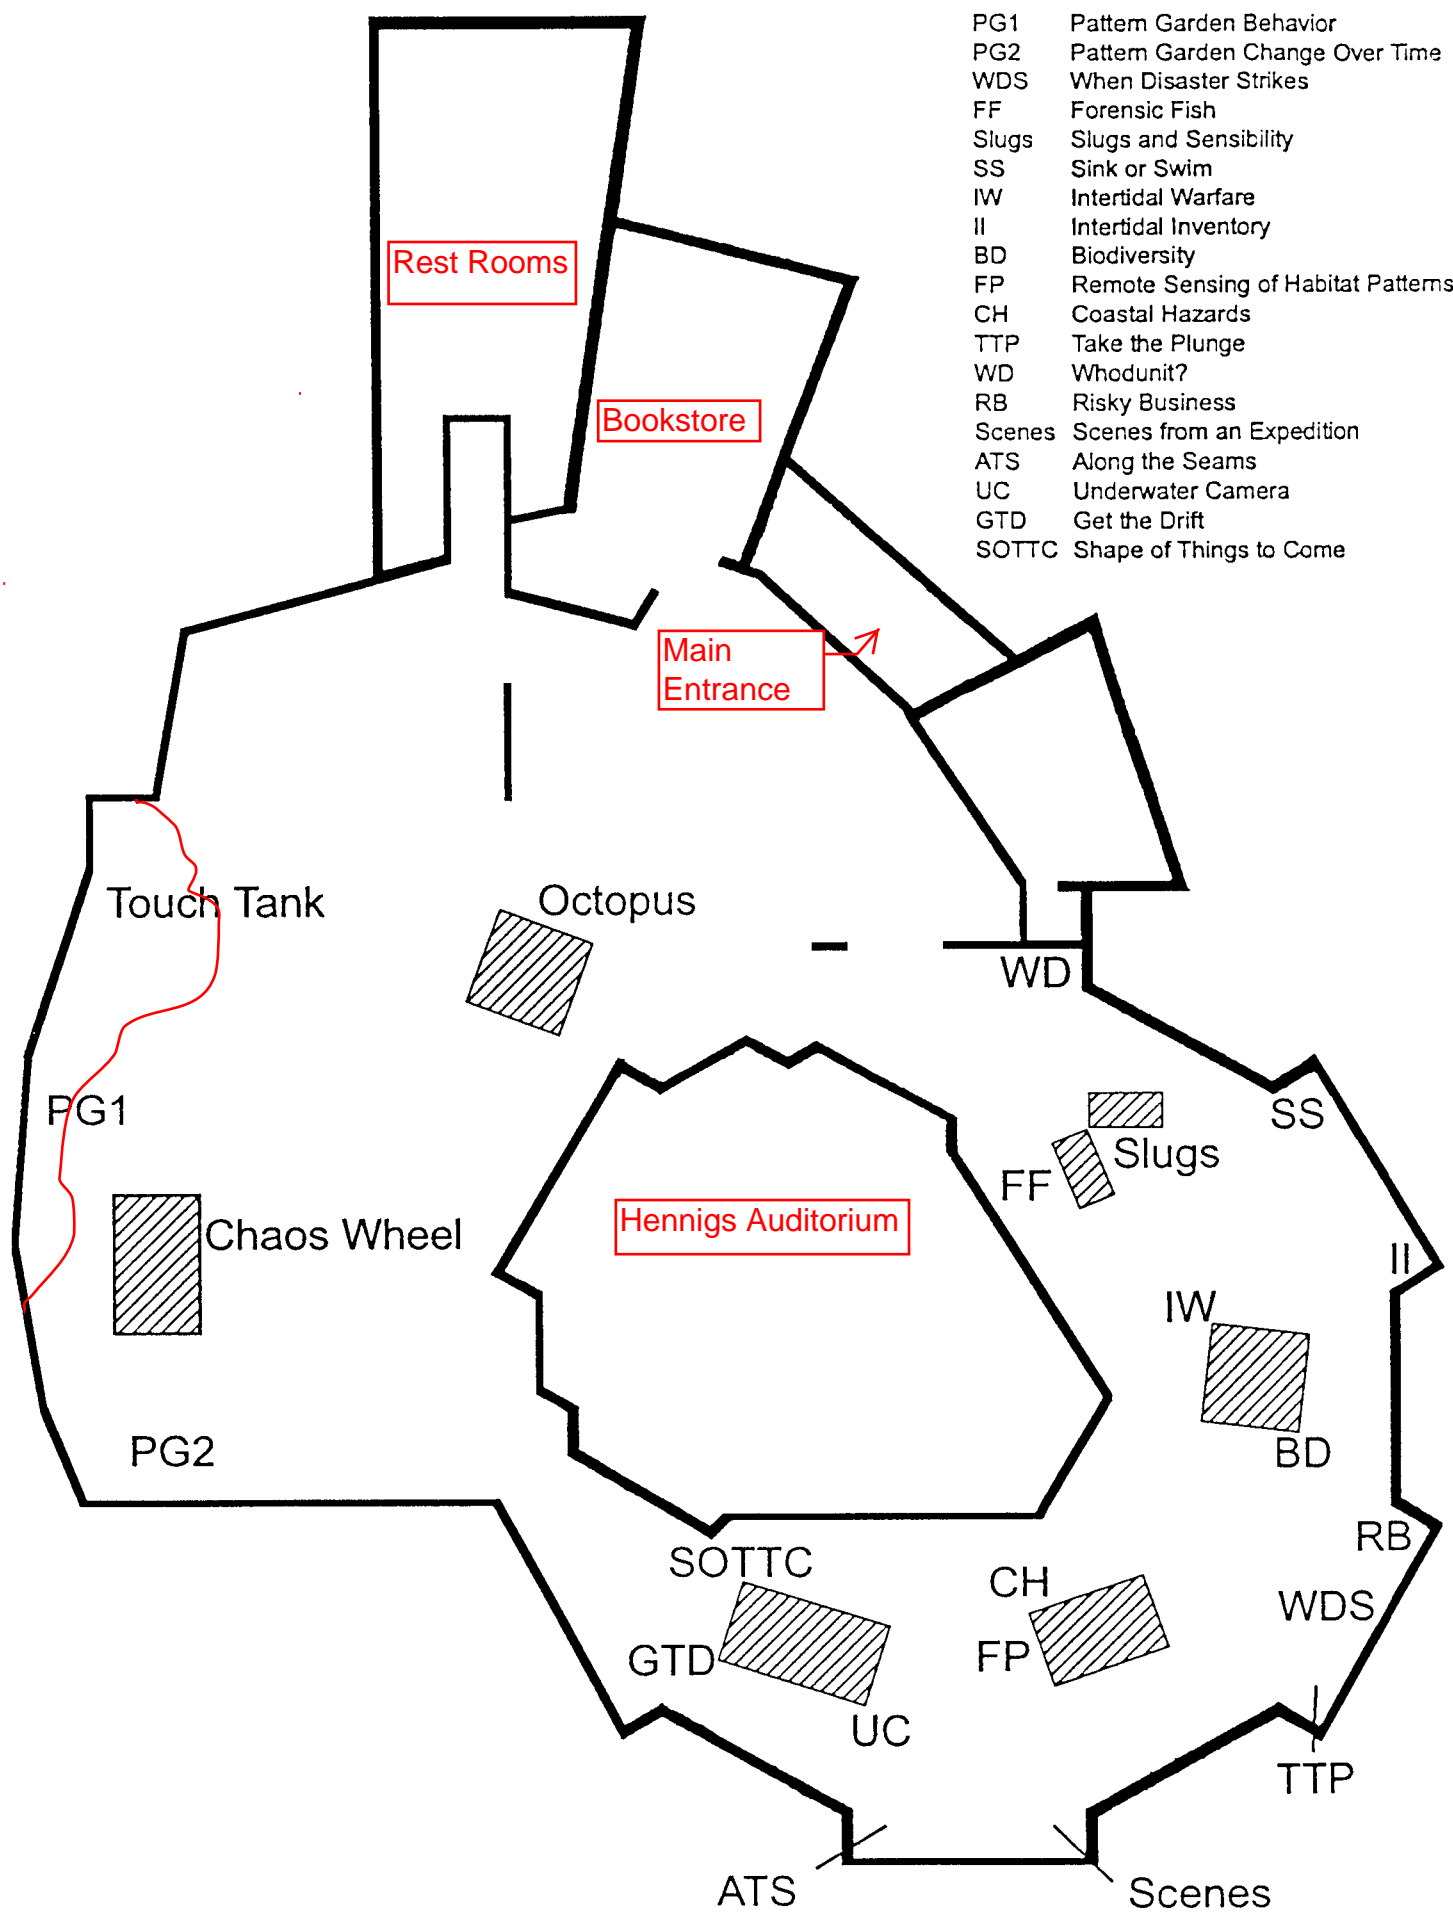 PG1 Pattern Garden Behavior
PG2 Pattern Garden Change Over Time
WDS When Disaster Strikes
FF Forensic Fish
Slugs Slugs and Sensibility
SS Sink or Swim
IW Intertidal Warfare
II Intertidal Inventory
BD Biodiversity
FP Remote Sensing of Habitat Patterns
CH Coastal Hazards
TTP Take the Plunge
WD Whodunit?
RB Risky Business
Scenes Scenes from an Expedition
ATS Along the Seams
UC Underwater Camera
GTD Get the Drift
SOTTC Shape of Things to Come
Rest Rooms
Bookstore
Main
Entrance
Touch Tank
Octopus
WD
PG1
SS
Slugs
FF
Hennigs Auditorium
Chaos Wheel
II
IW
PG2
BD
RB
SOTTC
CH
WDS
GTD
FP
UC
TTP
ATS
Scenes